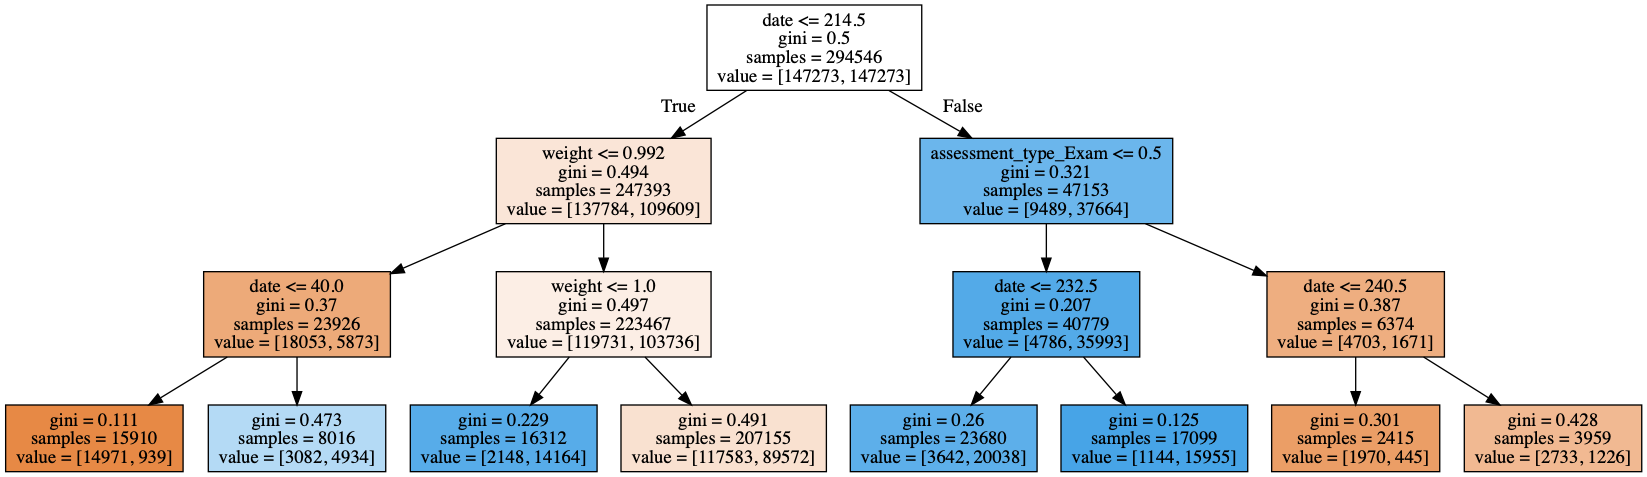 date <= 214.5
gini = 0.5
samples = 294546
value = [147273, 147273]
True
False
weight <= 0.992
gini = 0.494
samples = 247393
value = [137784, 109609]
assessment_type_Exam <= 0.5
gini = 0.321
samples = 47153
value = [9489, 37664]
date <= 40.0
gini = 0.37
samples = 23926
value = [18053, 5873]
weight <= 1.0
gini = 0.497
samples = 223467
value = [119731, 103736]
date <= 232.5
gini = 0.207
samples = 40779
value = [4786, 35993]
date <= 240.5
gini = 0.387
samples = 6374
value = [4703, 1671]
gini = 0.111
samples = 15910
value = [14971, 939]
gini = 0.473
samples = 8016
value = [3082, 4934]
gini = 0.229
samples = 16312
value = [2148, 14164]
gini = 0.491
samples = 207155
value = [117583, 89572]
gini = 0.26
samples = 23680
value = [3642, 20038]
gini = 0.125
samples = 17099
value = [1144, 15955]
gini = 0.301
samples = 2415
value = [1970, 445]
gini = 0.428
samples = 3959
value = [2733, 1226]